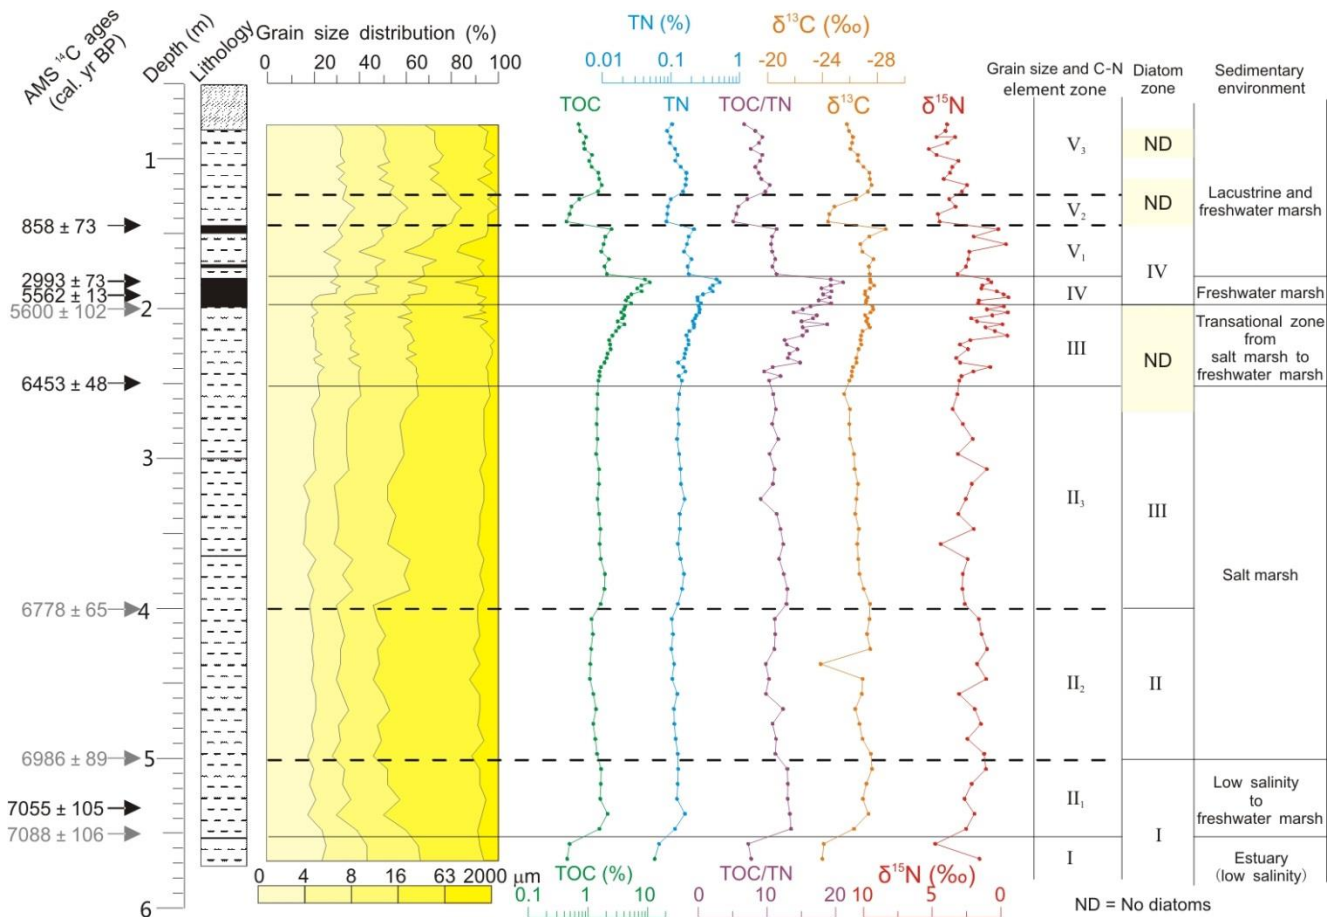 AMS ¹⁴C ages
(cal. yr BP)
Depth (m)
Lithology
Grain size distribution (%)
0 20 40 60 80 100
TN (%)
0.01 0.1 1
δ¹³C (‰)
-20 -24 -28
Grain size and C-N
element zone
Diatom
zone
Sedimentary
environment
TOC
TN
TOC/TN
δ¹³C
δ¹⁵N
1
2
3
4
5
6
858 ± 73
2993 ± 73
5562 ± 13
5600 ± 102
6453 ± 48
6778 ± 65
6986 ± 89
7055 ± 105
7088 ± 106
V₃
V₂
V₁
IV
III
II₃
II₂
II₁
I
ND
ND
IV
ND
III
II
I
Lacustrine and
freshwater marsh
Freshwater marsh
Transational zone
from
salt marsh to
freshwater marsh
Salt marsh
Low salinity
to
freshwater marsh
Estuary
(low salinity)
0 4 8 16 63 2000 μm
TOC (%)
0.1 1 10
TOC/TN
0 10 20
δ¹⁵N (‰)
10 5 0
ND = No diatoms